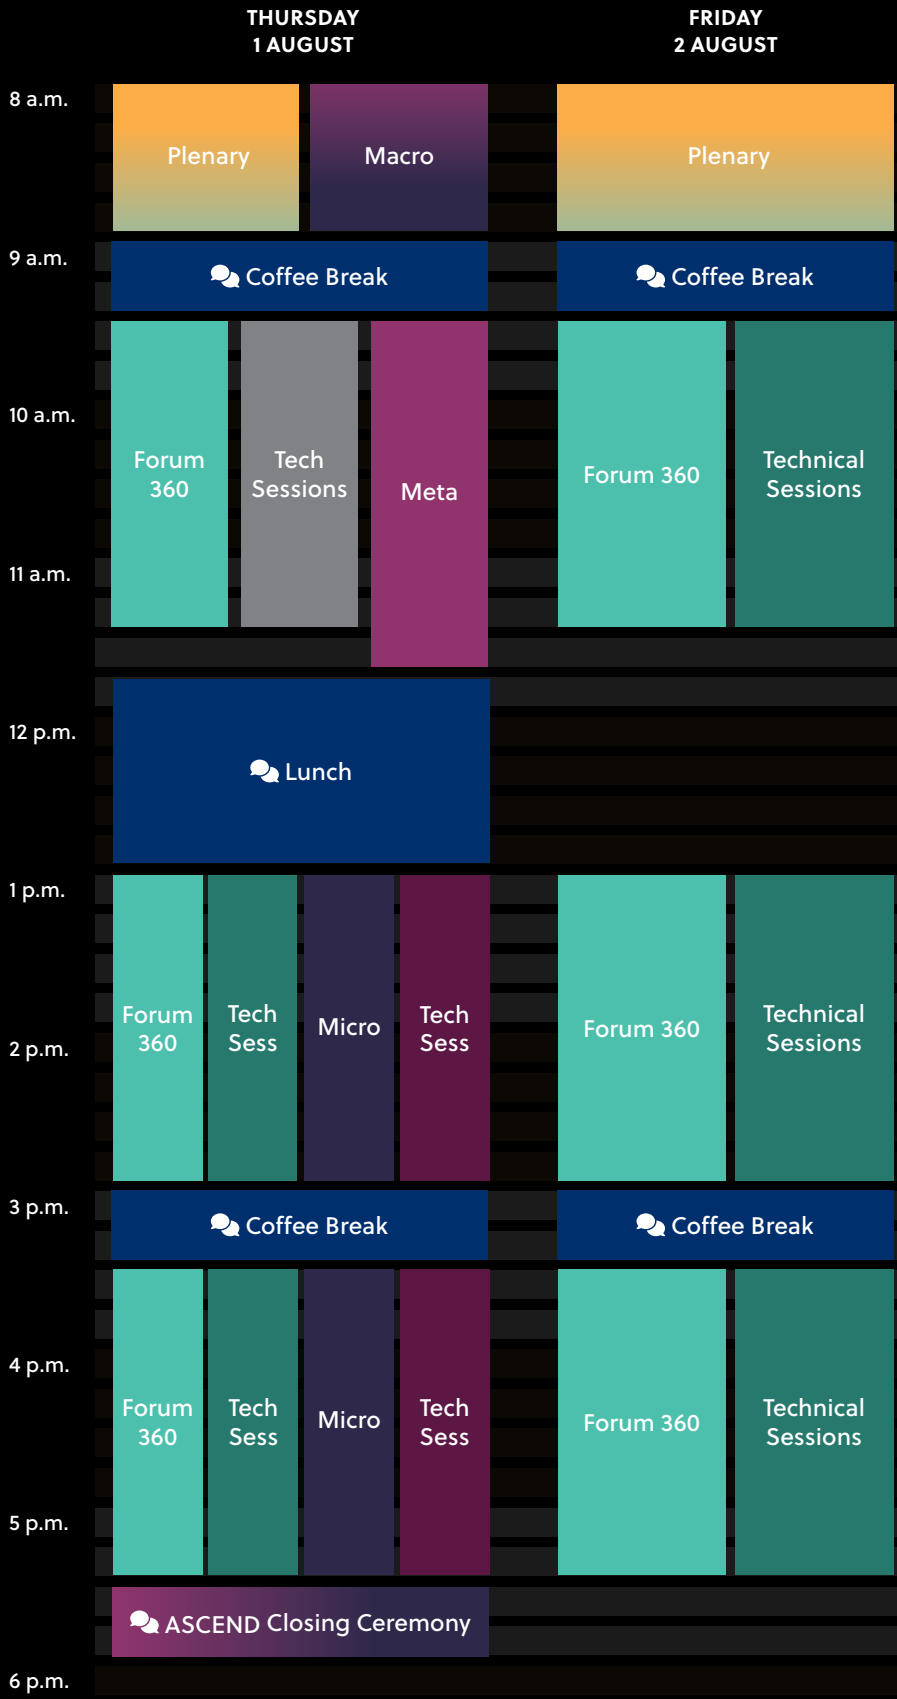 THURSDAY
1 AUGUST
FRIDAY
2 AUGUST
8 a.m.
Plenary
Macro
Plenary
9 a.m.
Coffee Break
Coffee Break
10 a.m.
Forum
360
Tech
Sessions
Meta
Forum 360
Technical
Sessions
11 a.m.
12 p.m.
Lunch
1 p.m.
Forum
360
Tech
Sess
Micro
Tech
Sess
Forum 360
Technical
Sessions
2 p.m.
3 p.m.
Coffee Break
Coffee Break
4 p.m.
Forum
360
Tech
Sess
Micro
Tech
Sess
Forum 360
Technical
Sessions
5 p.m.
ASCEND Closing Ceremony
6 p.m.